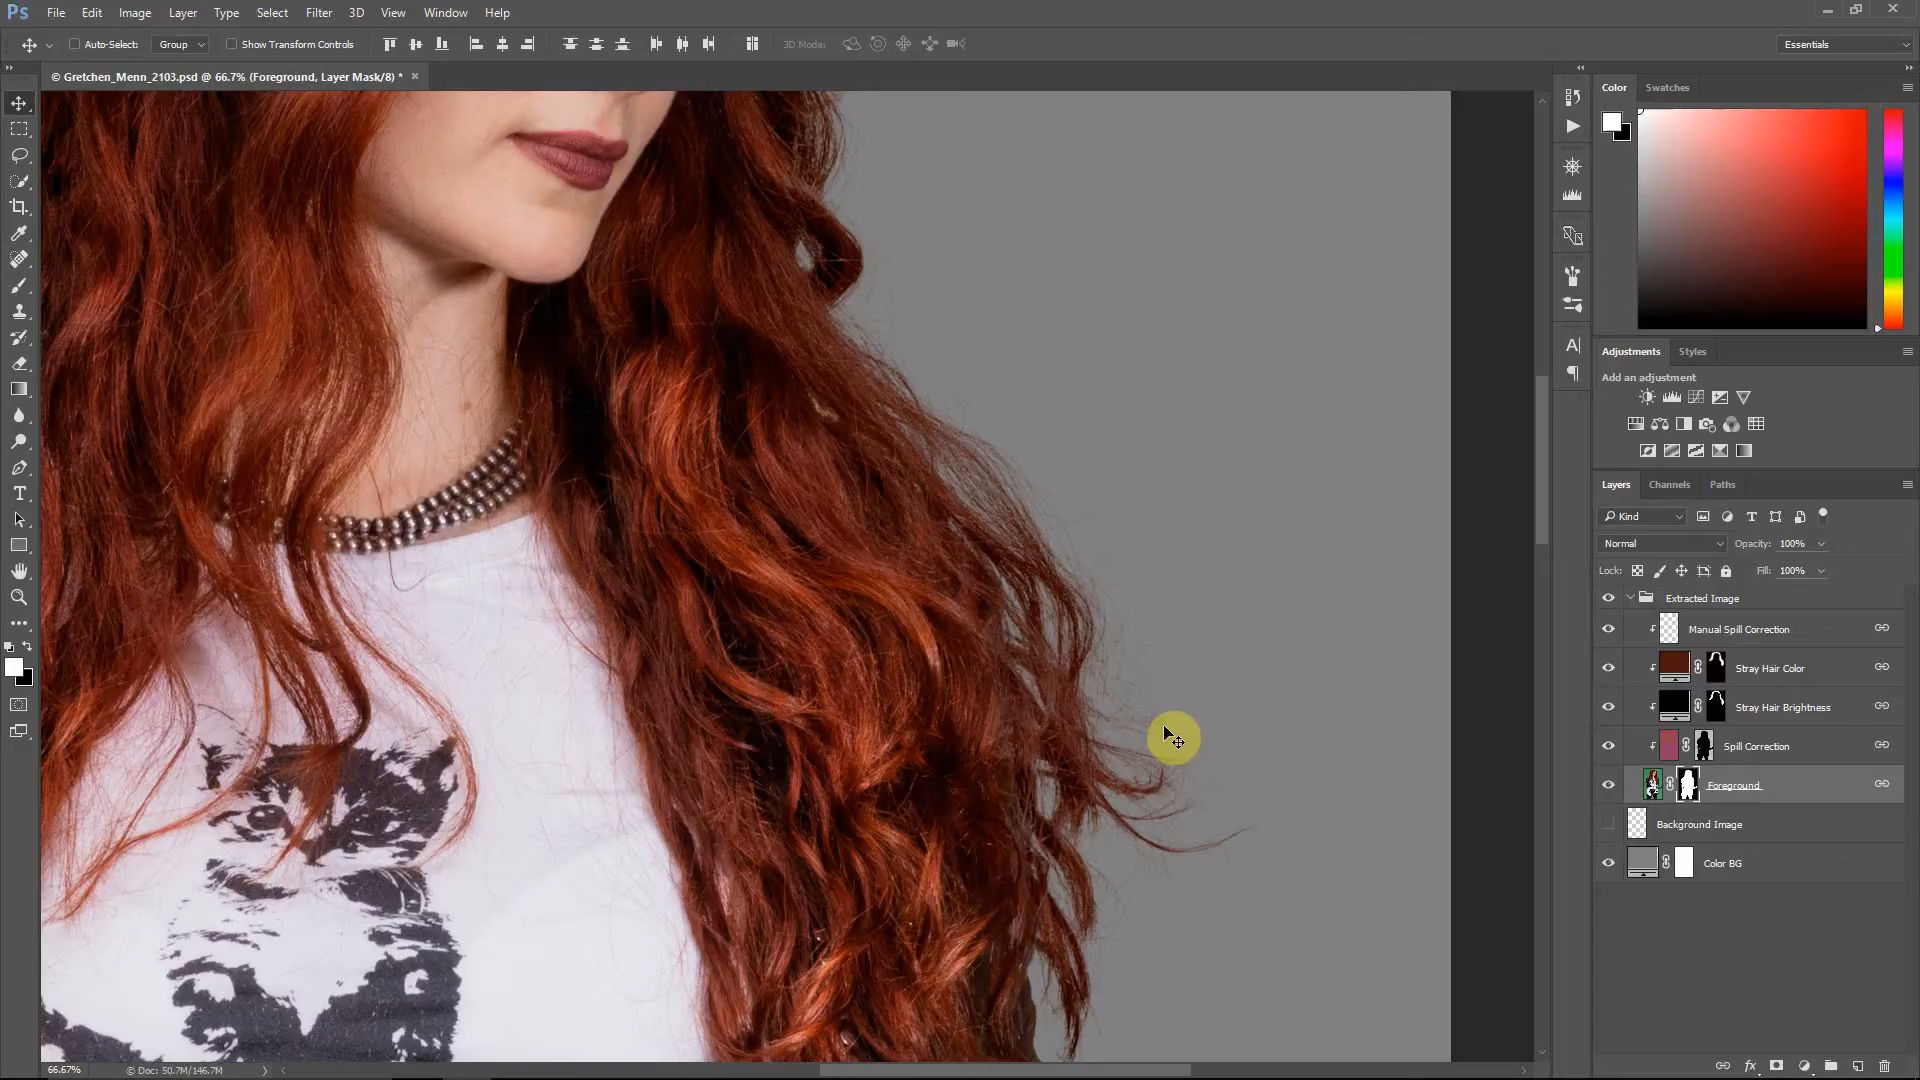 Ps File Edit Image Layer Type Select Filter 3D View Window Help
Auto-Select: Group Show Transform Controls 3D Mode: Essentials
© Gretchen_Menn_2103.psd @ 66.7% (Foreground, Layer Mask/8) *
Color Swatches
Adjustments Styles
Add an adjustment
Layers Channels Paths
Kind
Normal Opacity: 100%
Lock: Fill: 100%
Extracted Image
Manual Spill Correction
Stray Hair Color
Stray Hair Brightness
Spill Correction
Foreground
Background Image
Color BG
66.67% © Doc: 50.7M/146.7M